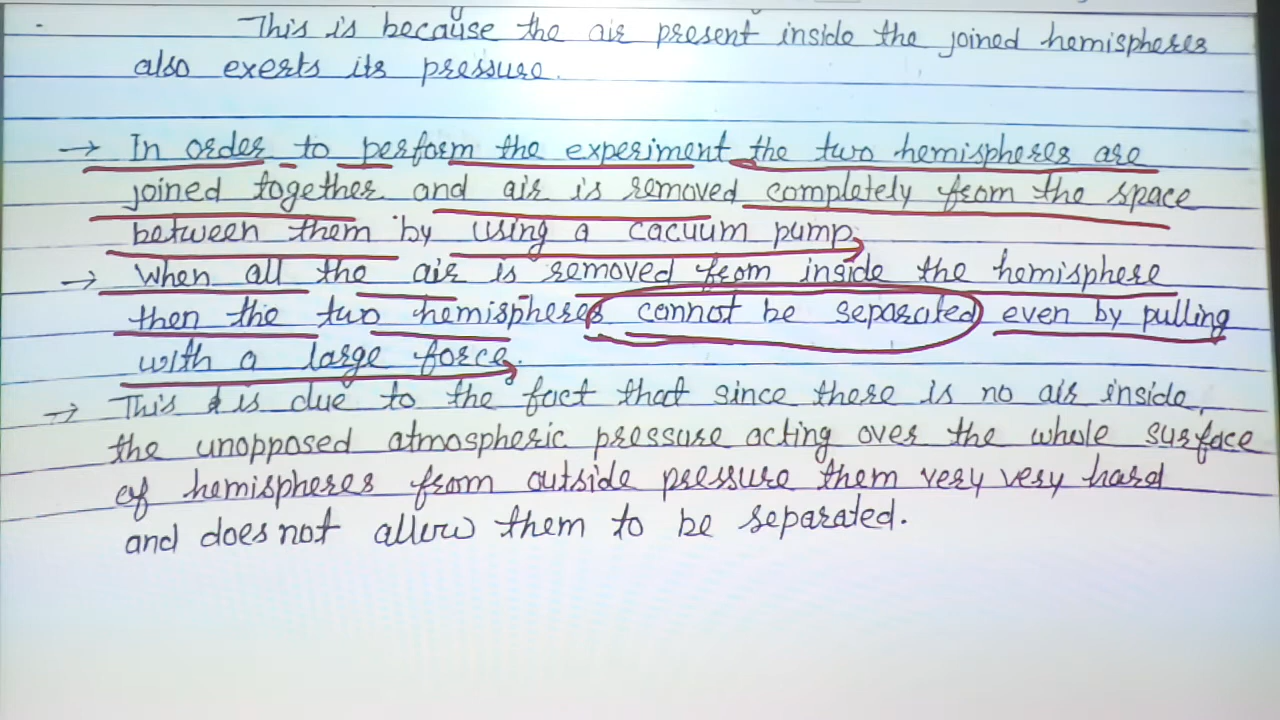 This is because the air present inside the joined hemispheres
also exerts its pressure.
→ In order to perform the experiment the two hemispheres are
joined together and air is removed completely from the space
between them by using a cacuum pump.
→ When all the air is removed from inside the hemisphere
then the two hemispheres cannot be separated even by pulling
with a large force.
→ This is due to the fact that since there is no air inside,
the unopposed atmospheric pressure acting over the whole surface
of hemispheres from outside pressure them very very hard
and does not allow them to be separated.